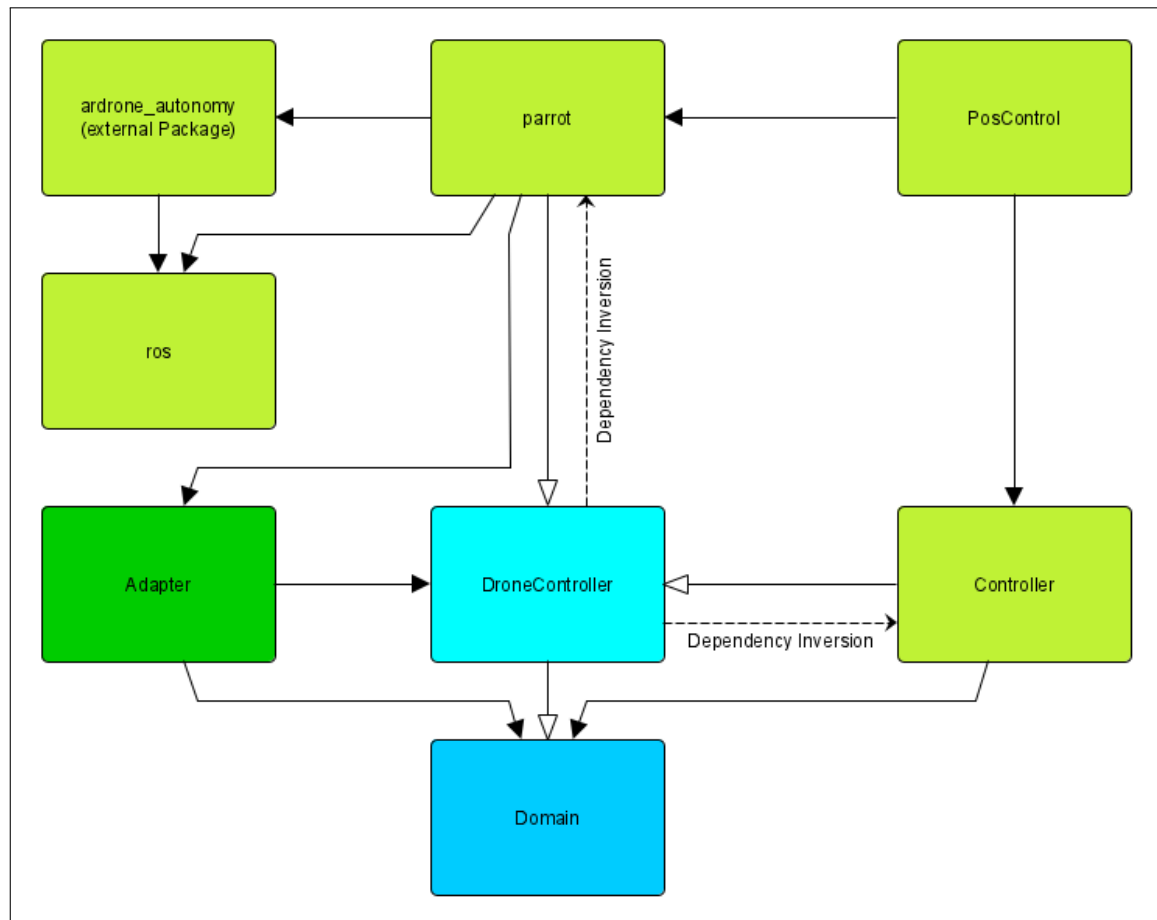 ardrone_autonomy
(external Package)
parrot
PosControl
Dependency Inversion
ros
Adapter
DroneController
Controller
Dependency Inversion
Domain